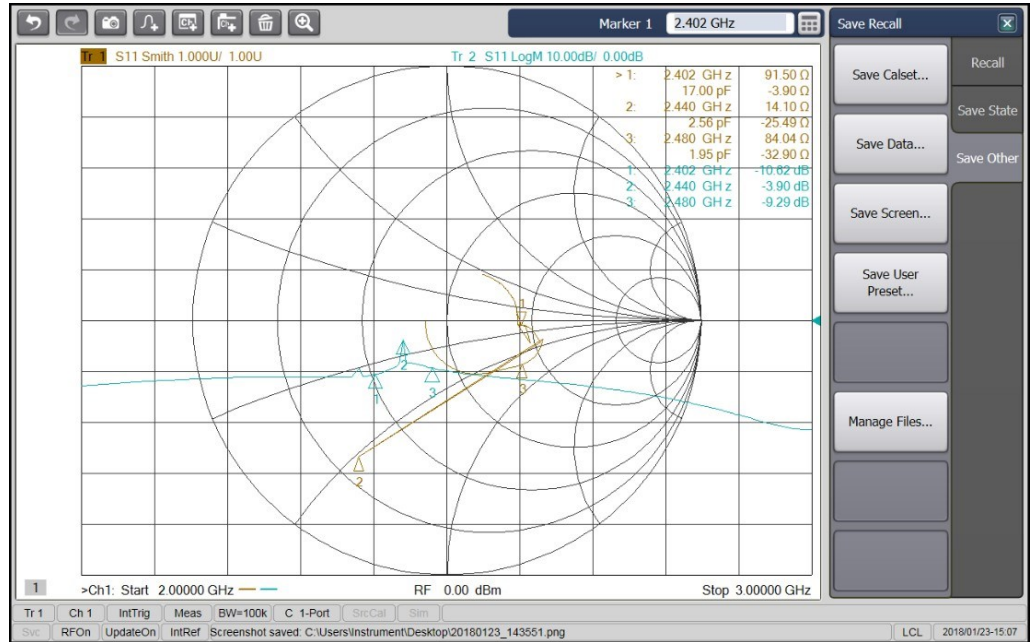 Marker 1 2.402 GHz
Save Recall
Tr 1 S11 Smith 1.000U/ 1.00U
Tr 2 S11 LogM 10.00dB/ 0.00dB
> 1: 2.402 GHz 91.50 Ω
17.00 pF -3.90 Ω
2: 2.440 GHz 14.10 Ω
2.56 pF -25.49 Ω
3: 2.480 GHz 84.04 Ω
1.95 pF -32.90 Ω
1: 2.402 GHz -10.62 dB
2: 2.440 GHz -3.90 dB
3: 2.480 GHz -9.29 dB
1
2
1
3
3
2
Save Calset...
Save Data...
Save Screen...
Save User
Preset...
Manage Files...
Recall
Save State
Save Other
1 >Ch1: Start 2.00000 GHz RF 0.00 dBm Stop 3.00000 GHz
Tr 1 Ch 1 IntTrig Meas BW=100k C 1-Port SrcCal Sim
Svc RFOn UpdateOn IntRef Screenshot saved: C:\Users\Instrument\Desktop\20180123_143551.png LCL 2018/01/23-15:07